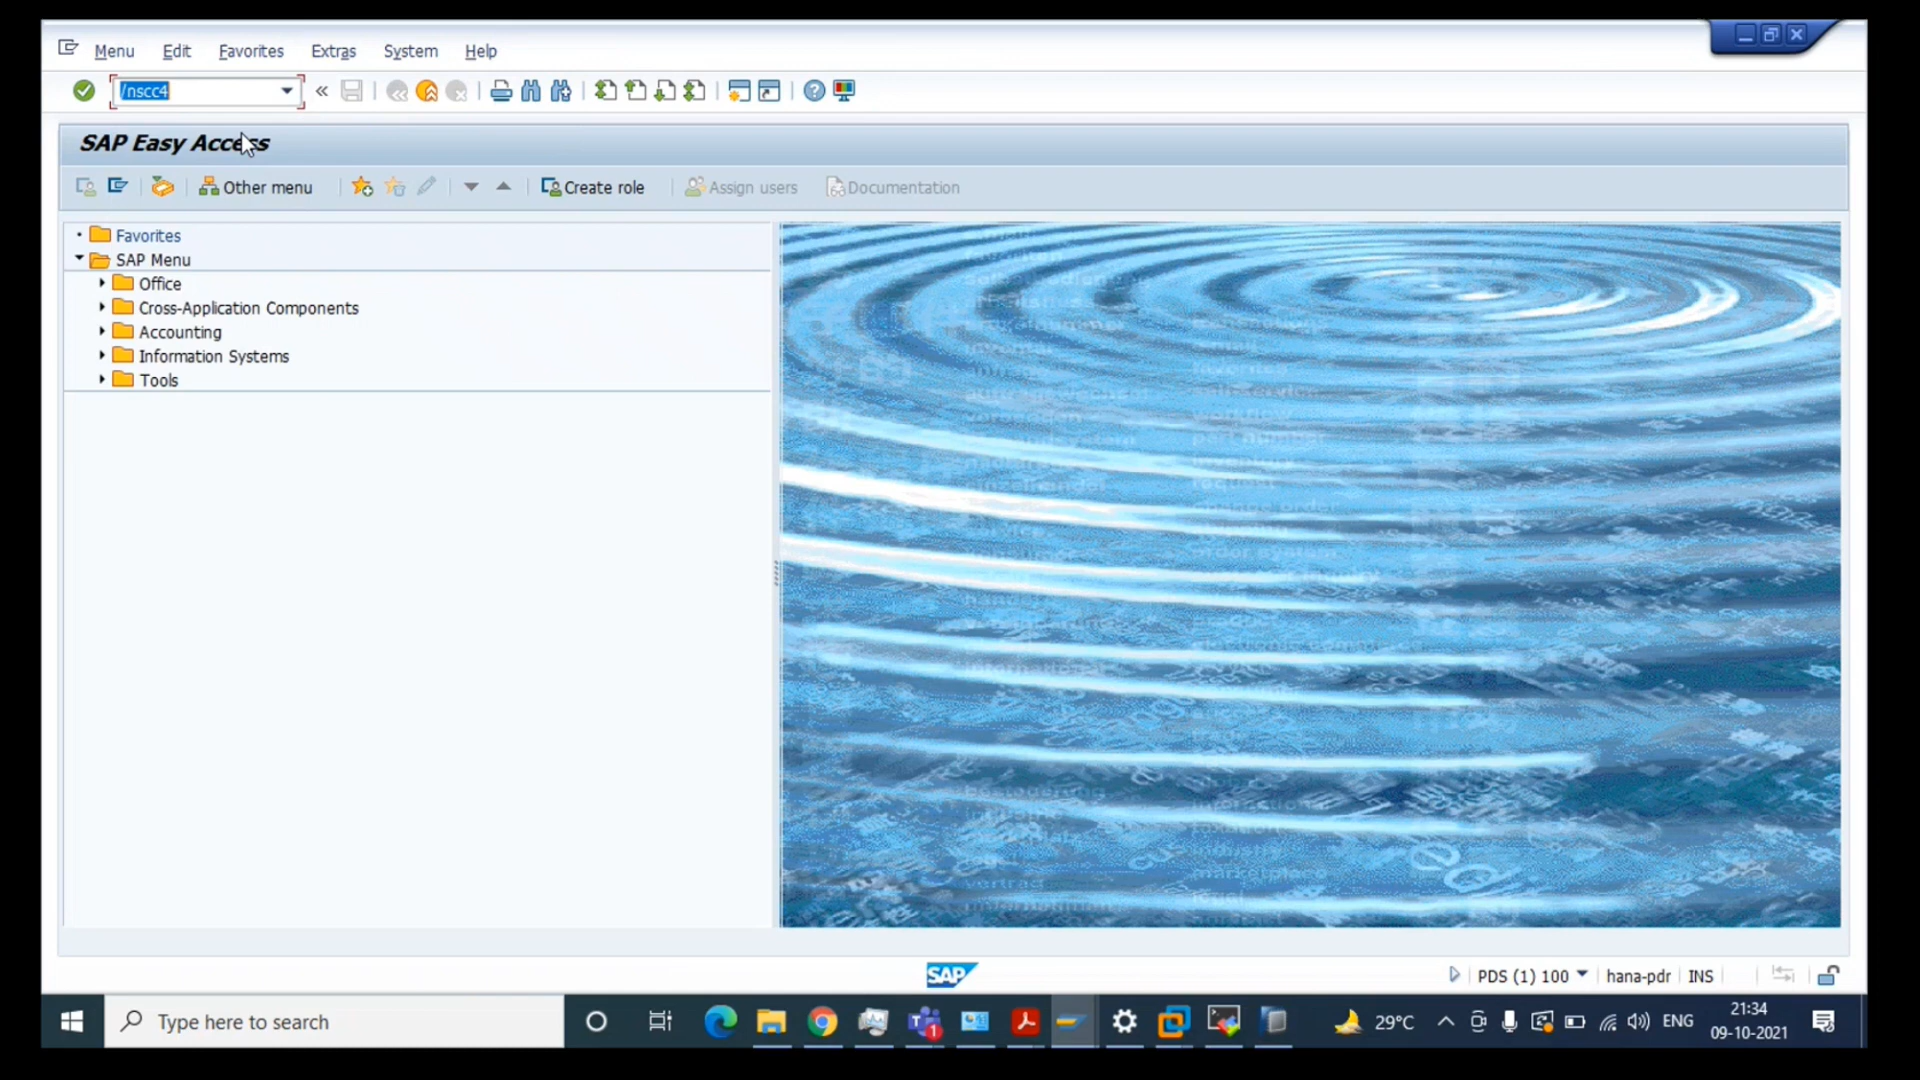 Menu Edit Favorites Extras System Help
/nscc4
SAP Easy Access
Other menu Create role Assign users Documentation
Favorites
SAP Menu
Office
Cross-Application Components
Accounting
Information Systems
Tools
SAP
PDS (1) 100 hana-pdr INS
Type here to search
1
29°C
ENG
21:34
09-10-2021